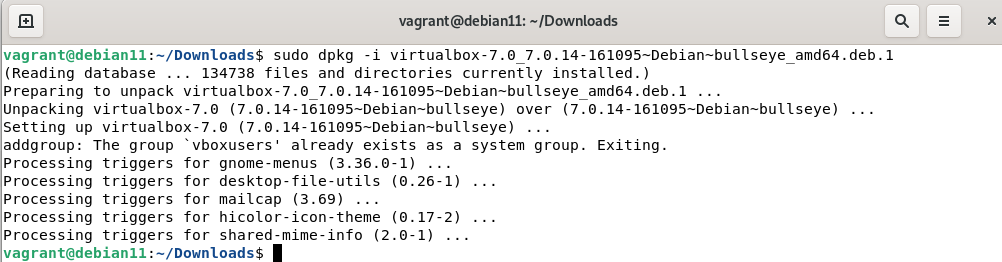 vagrant@debian11: ~/Downloads
vagrant@debian11:~/Downloads$ sudo dpkg -i virtualbox-7.0_7.0.14-161095~Debian~bullseye_amd64.deb.1
(Reading database ... 134738 files and directories currently installed.)
Preparing to unpack virtualbox-7.0_7.0.14-161095~Debian~bullseye_amd64.deb.1 ...
Unpacking virtualbox-7.0 (7.0.14-161095~Debian~bullseye) over (7.0.14-161095~Debian~bullseye) ...
Setting up virtualbox-7.0 (7.0.14-161095~Debian~bullseye) ...
addgroup: The group `vboxusers' already exists as a system group. Exiting.
Processing triggers for gnome-menus (3.36.0-1) ...
Processing triggers for desktop-file-utils (0.26-1) ...
Processing triggers for mailcap (3.69) ...
Processing triggers for hicolor-icon-theme (0.17-2) ...
Processing triggers for shared-mime-info (2.0-1) ...
vagrant@debian11:~/Downloads$